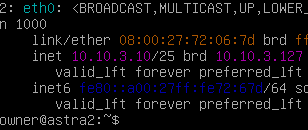 2: eth0: <BROADCAST,MULTICAST,UP,LOWER_
n 1000
link/ether 08:00:27:72:06:7d brd ff
inet 10.10.3.10/25 brd 10.10.3.127
valid_lft forever preferred_lft
inet6 fe80::a00:27ff:fe72:67d/64 sc
valid_lft forever preferred_lft
owner@astra2:~$